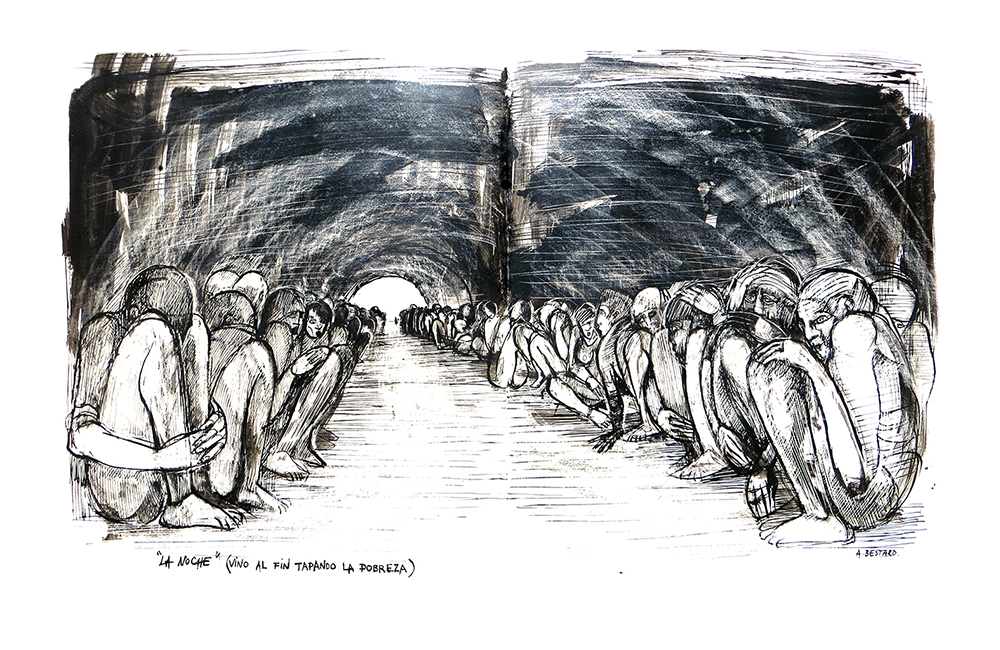 "LA NOCHE" (VINO AL FIN TAPANDO LA POBREZA)
A. BESTARD.